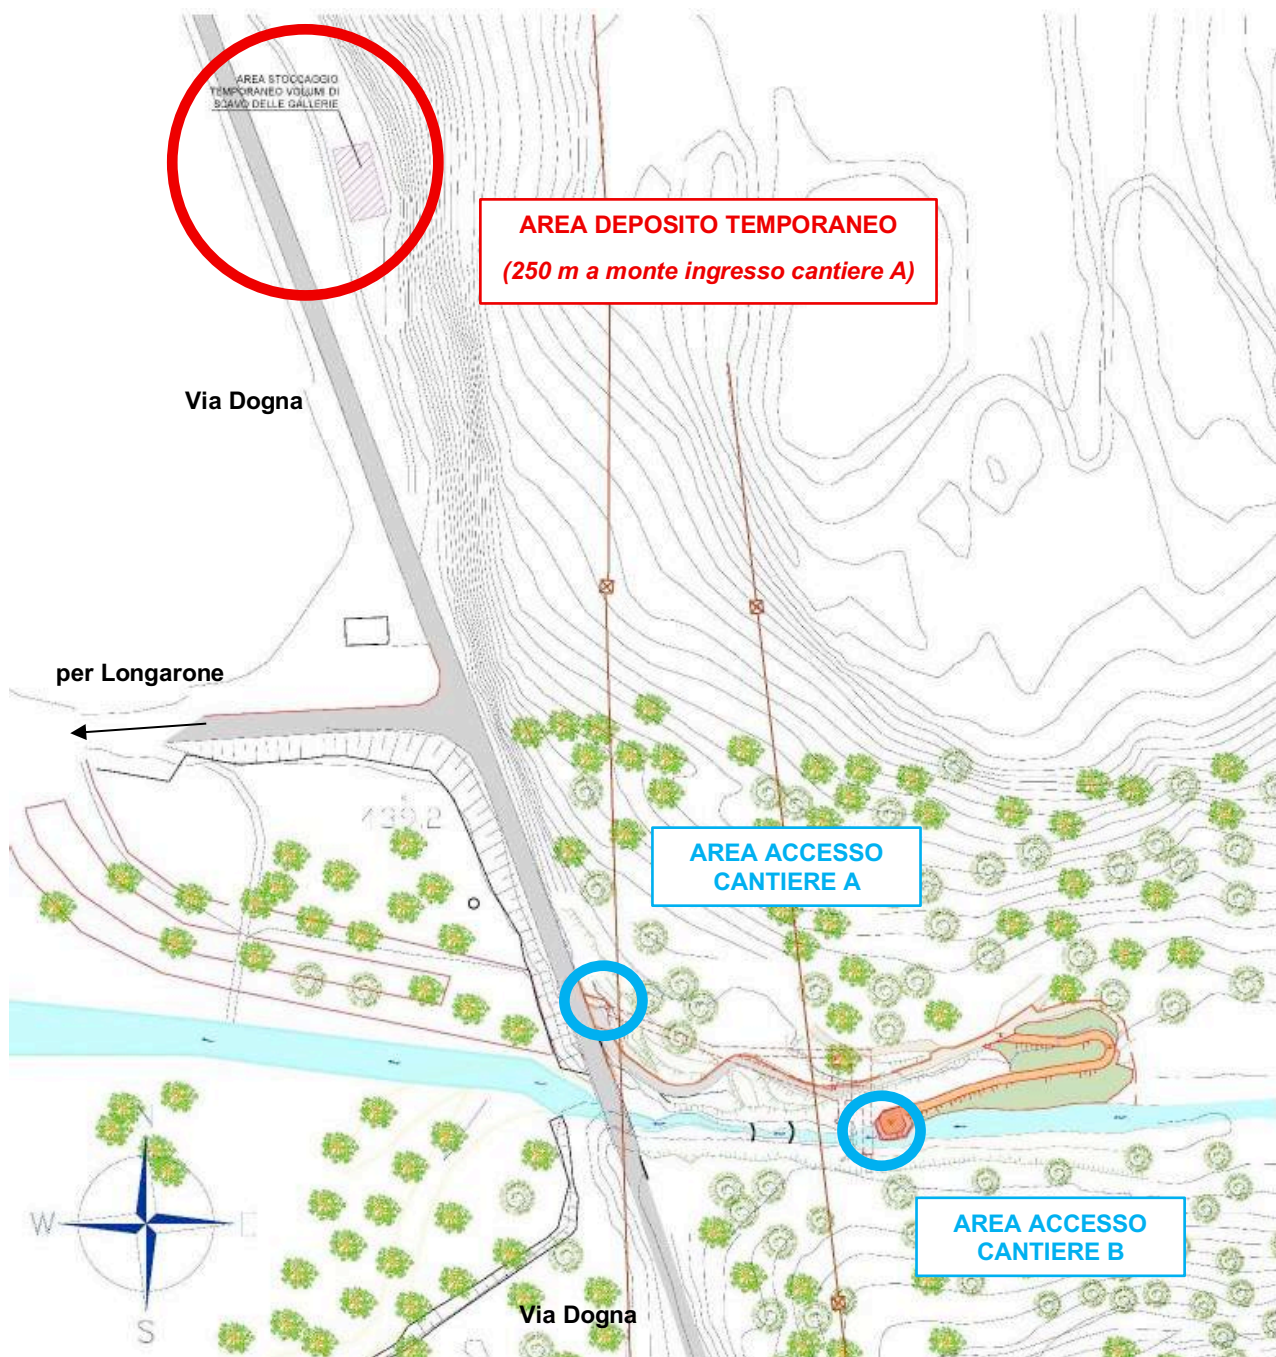 AREA STOCCAGGIO
TEMPORANEO VOLUMI DI
SCAVO DELLE GALLERIE
AREA DEPOSITO TEMPORANEO
(250 m a monte ingresso cantiere A)
Via Dogna
per Longarone
AREA ACCESSO
CANTIERE A
W
E
S
AREA ACCESSO
CANTIERE B
Via Dogna